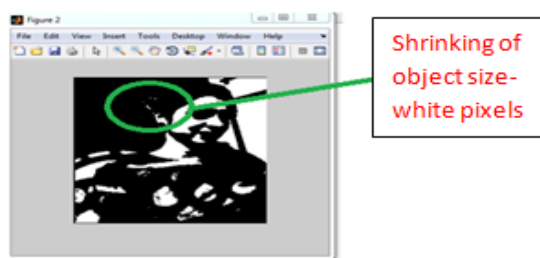 Figure 2
File Edit View Insert Tools Desktop Window Help
Shrinking of
object size-
white pixels